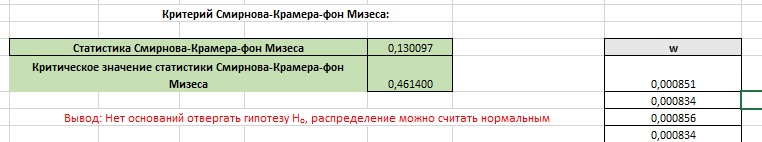 Критерий Смирнова-Крамера-фон Мизеса:
Статистика Смирнова-Крамера-фон Мизеса 0,130097 w
Критическое значение статистики Смирнова-Крамера-фон
Мизеса 0,461400 0,000851
0,000834
Вывод: Нет оснований отвергать гипотезу H₀, распределение можно считать нормальным 0,000856
0,000834